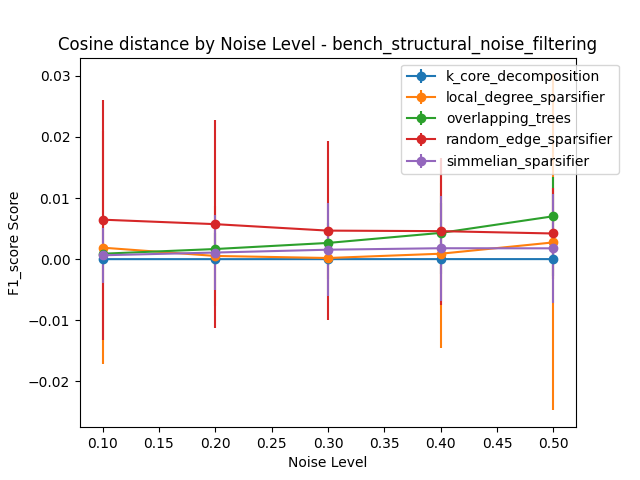 Cosine distance by Noise Level - bench_structural_noise_filtering
k_core_decomposition
local_degree_sparsifier
overlapping_trees
random_edge_sparsifier
simmelian_sparsifier
F1_score Score
0.03
0.02
0.01
0.00
−0.01
−0.02
0.10 0.15 0.20 0.25 0.30 0.35 0.40 0.45 0.50
Noise Level